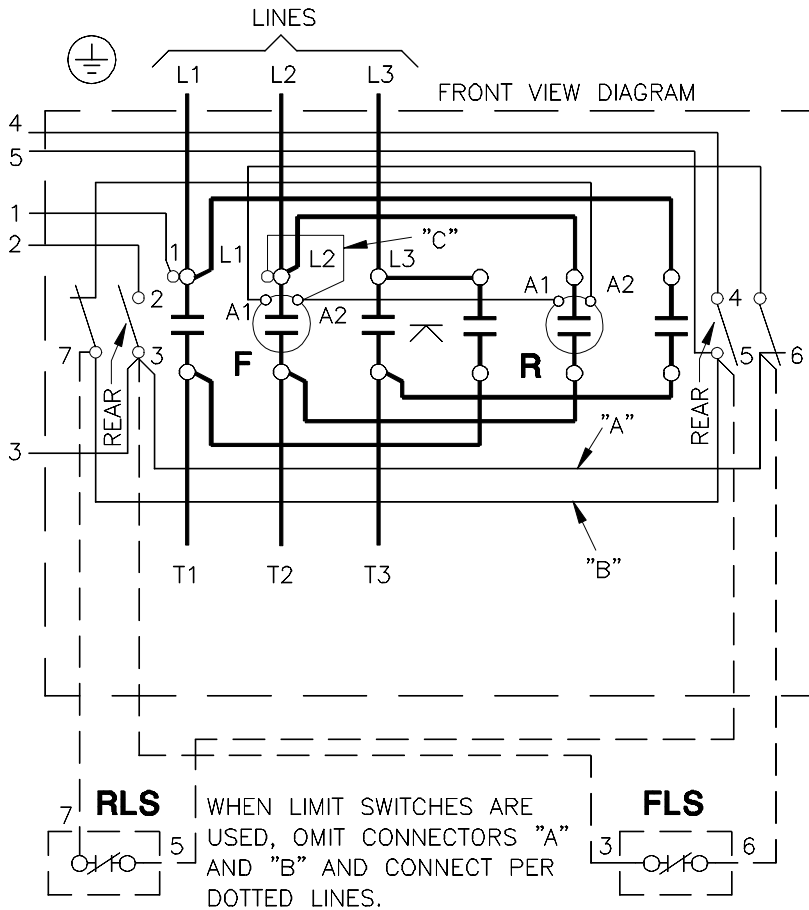 LINES
L1 L2 L3
FRONT VIEW DIAGRAM
4
5
1
2
1 L1 L2 L3 "C"
2 A1 A2 A1 A2 4
7 3 F R 5 6
REAR REAR
3
"A"
"B"
T1 T2 T3
RLS FLS
7 5 3 6
WHEN LIMIT SWITCHES ARE
USED, OMIT CONNECTORS "A"
AND "B" AND CONNECT PER
DOTTED LINES.